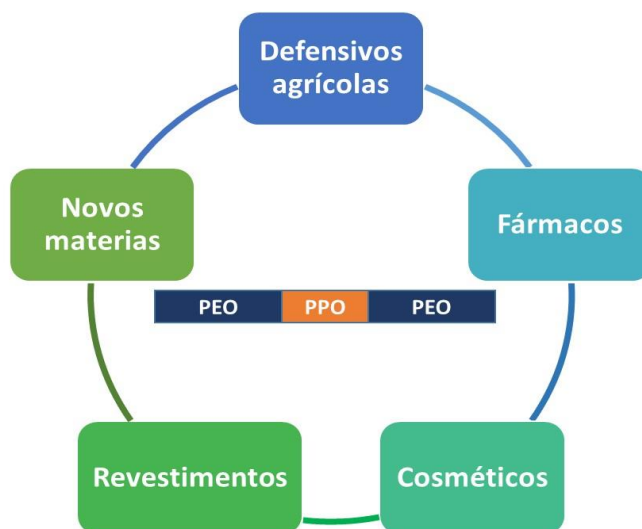 Defensivos
agrícolas
Novos
materias
Fármacos
PEO PPO PEO
Revestimentos
Cosméticos